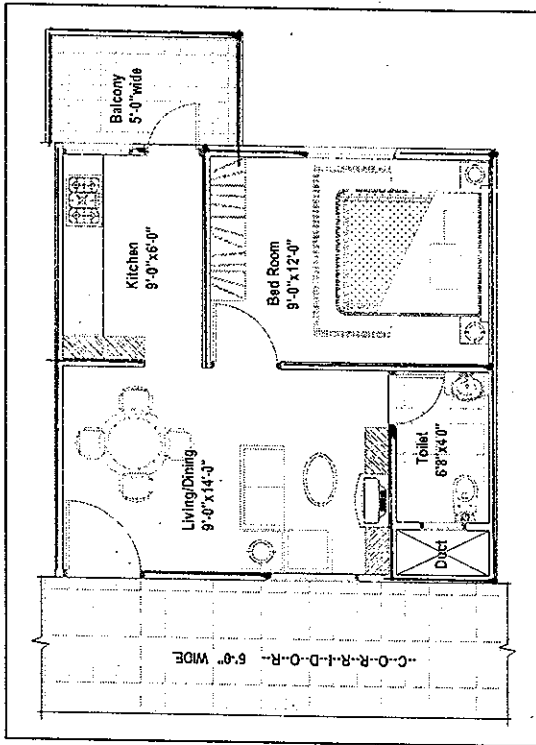 Balcony
5'-0"wide
Kitchen
9'-0"x6'-0"
Bed Room
9'-0"x12'-0"
Living/Dining
9'-0"x14'-0"
Toilet
6'8"x4'0"
Duct
--C--O--R--R--I--D--O--R-- 6'-0" WIDE